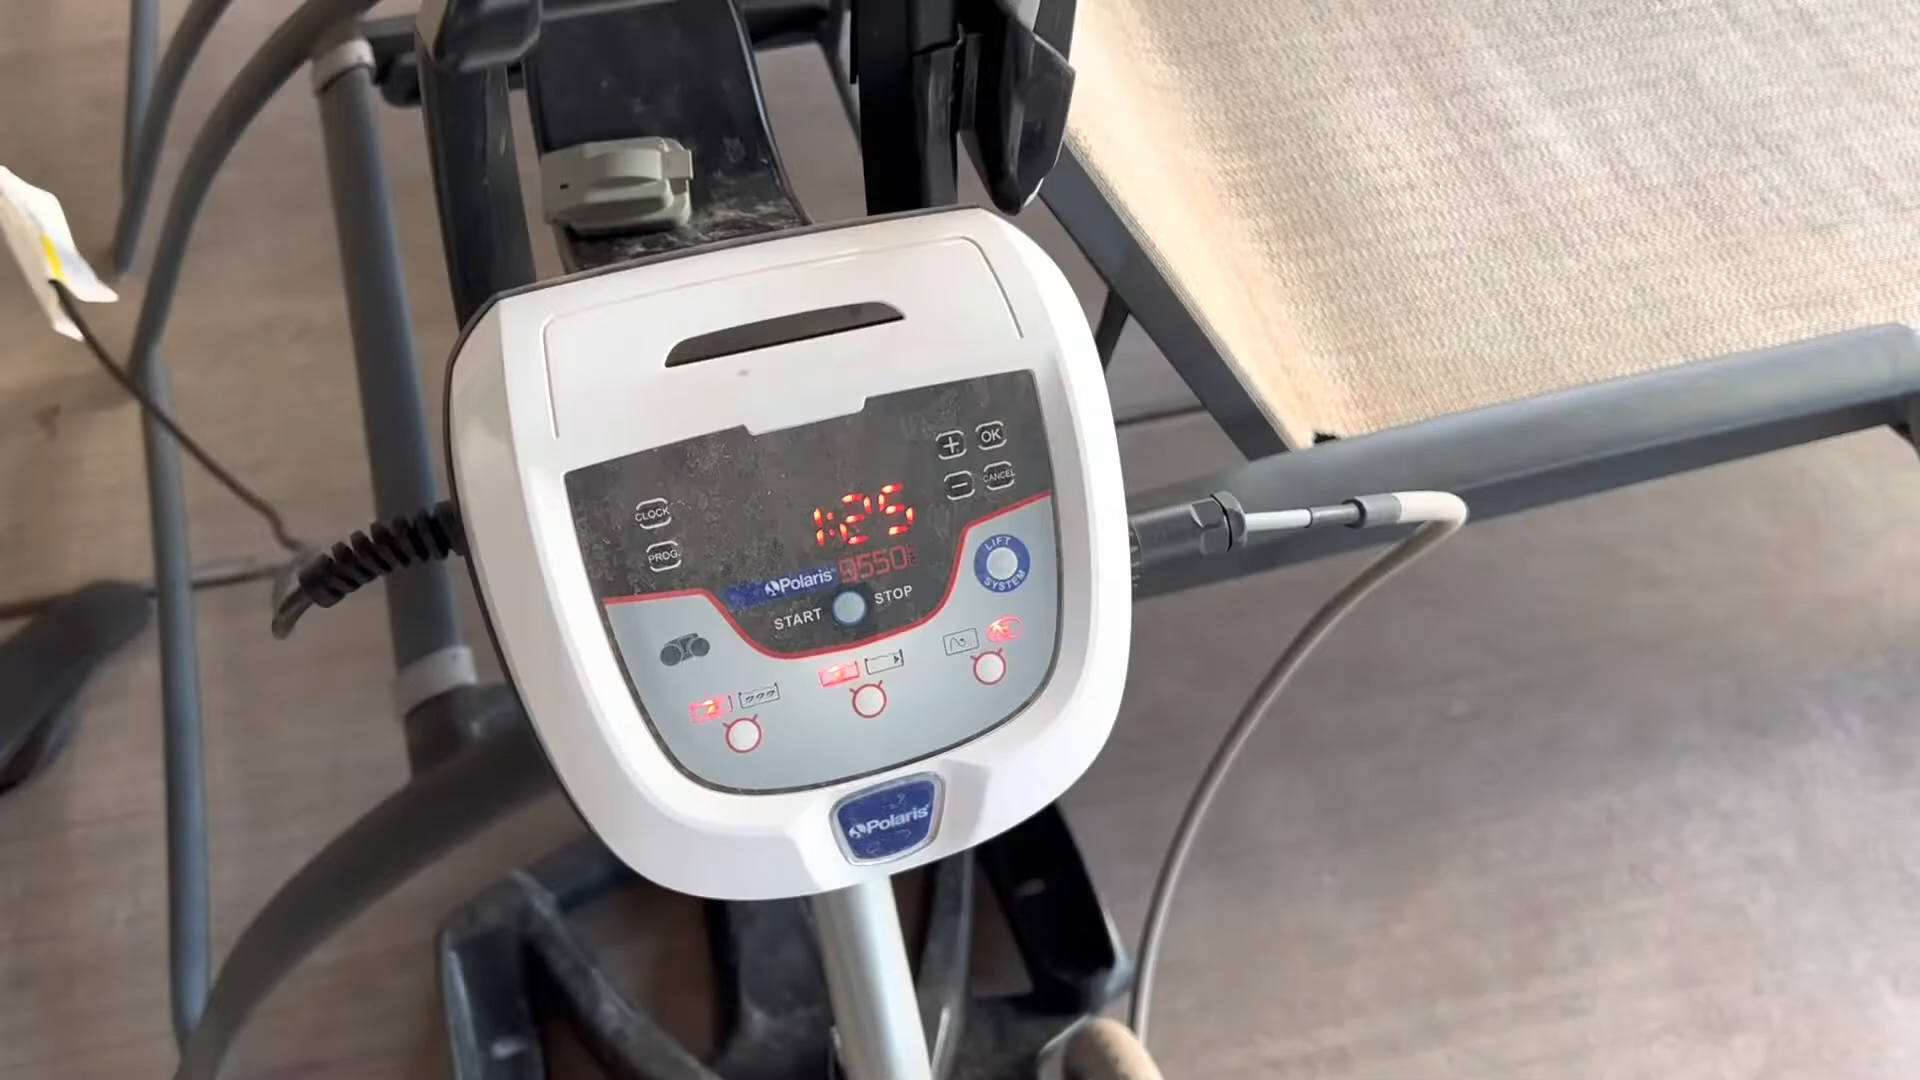 + OK
CLOCK
1:25
− CANCEL
PROG.
Polaris 9550
LIFT SYSTEM
START STOP
Polaris